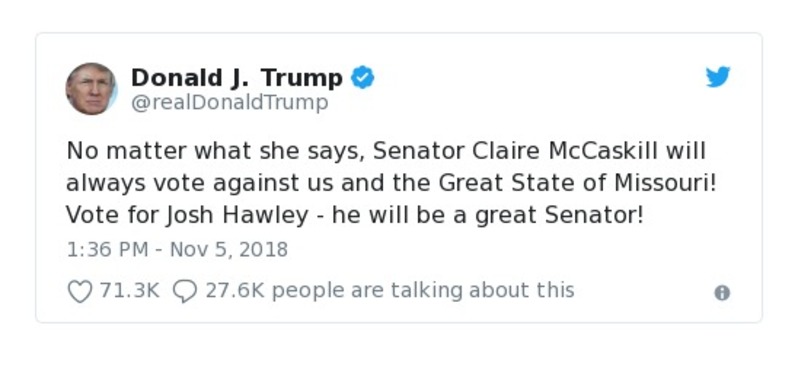 Donald J. Trump
@realDonaldTrump
No matter what she says, Senator Claire McCaskill will
always vote against us and the Great State of Missouri!
Vote for Josh Hawley - he will be a great Senator!
1:36 PM - Nov 5, 2018
71.3K 27.6K people are talking about this